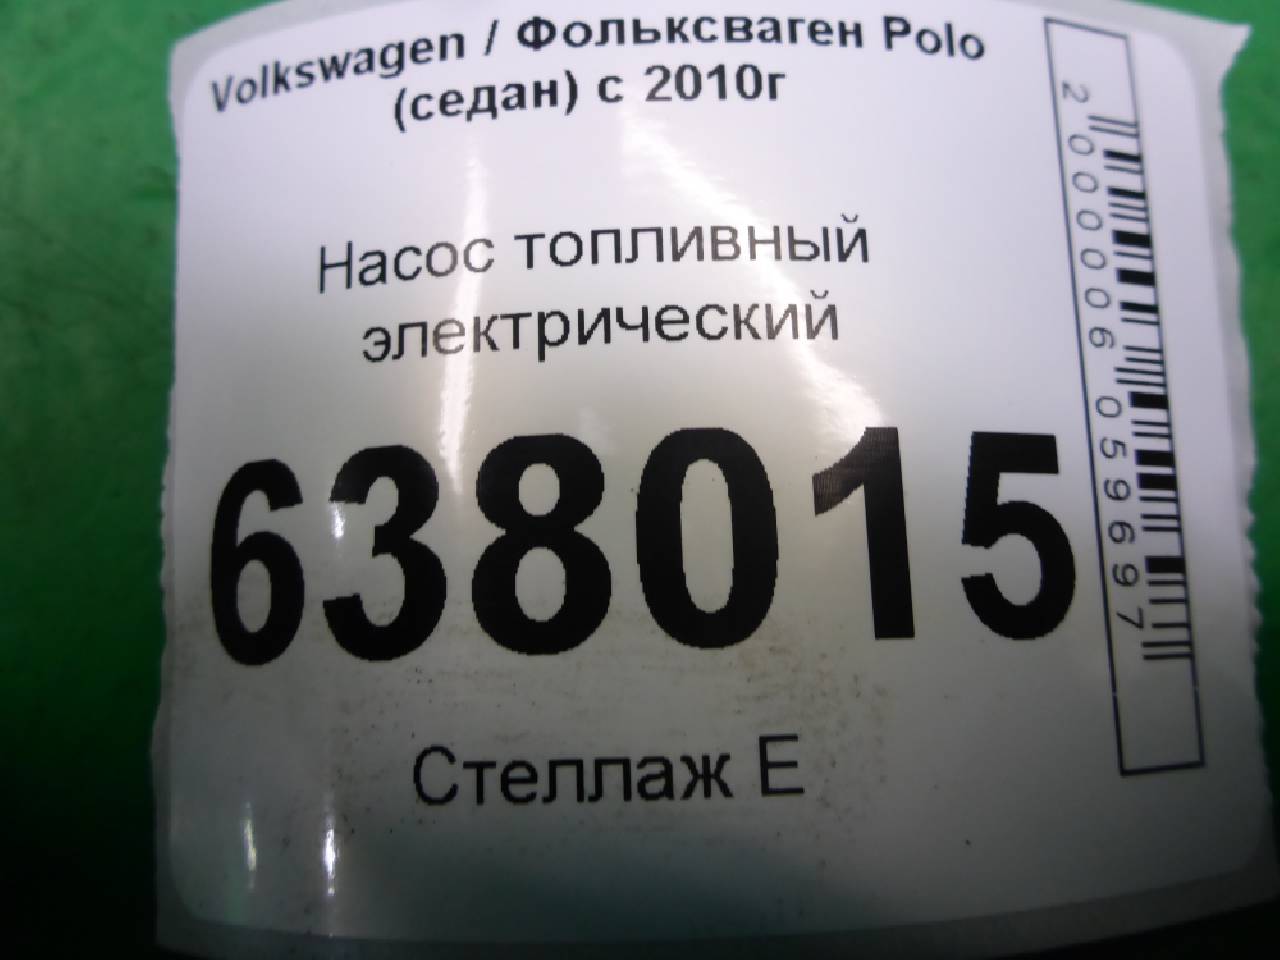 Volkswagen / Фольксваген Polo
(седан) с 2010г
Насос топливный
электрический
638015
Стеллаж Е
2000006059697